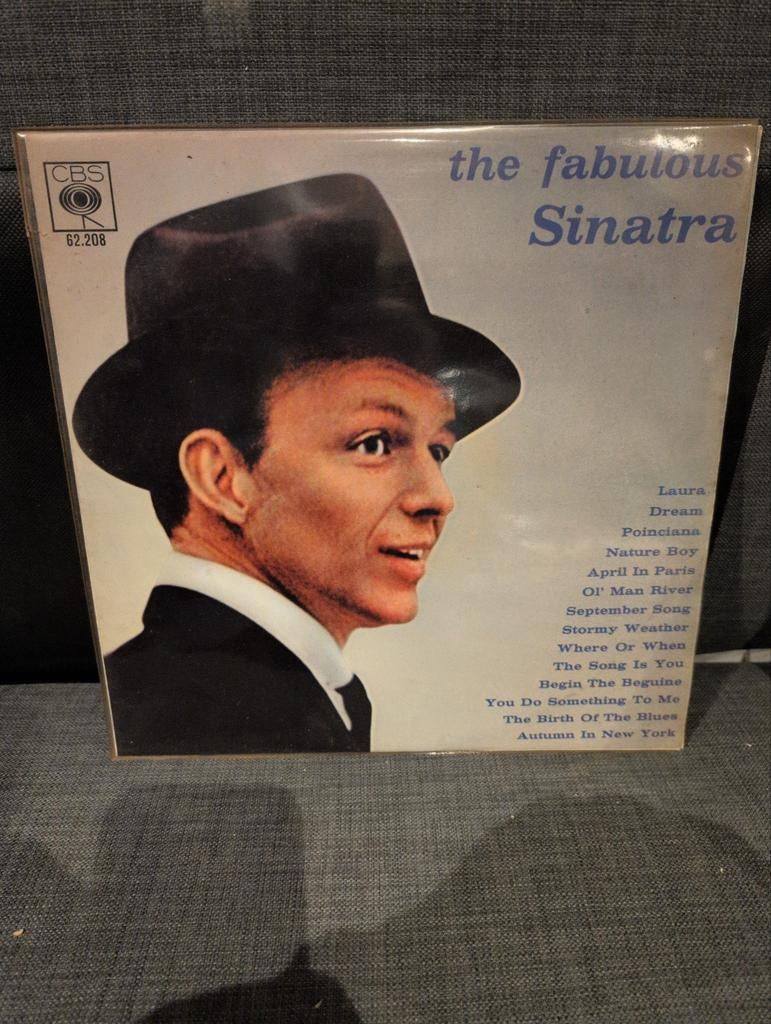 CBS
62.208
the fabulous
Sinatra
Laura
Dream
Poinciana
Nature Boy
April In Paris
Ol' Man River
September Song
Stormy Weather
Where Or When
The Song Is You
Begin The Beguine
You Do Something To Me
The Birth Of The Blues
Autumn In New York